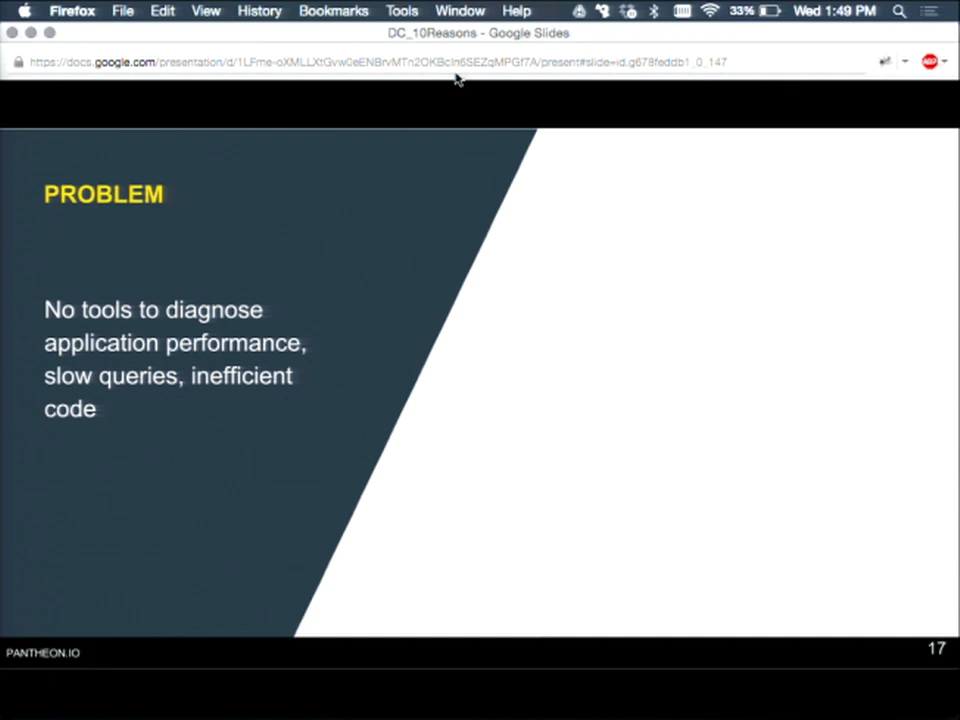 Firefox File Edit View History Bookmarks Tools Window Help 33% Wed 1:49 PM
DC_10Reasons - Google Slides
PROBLEM
No tools to diagnose
application performance,
slow queries, inefficient
code
PANTHEON.IO
17